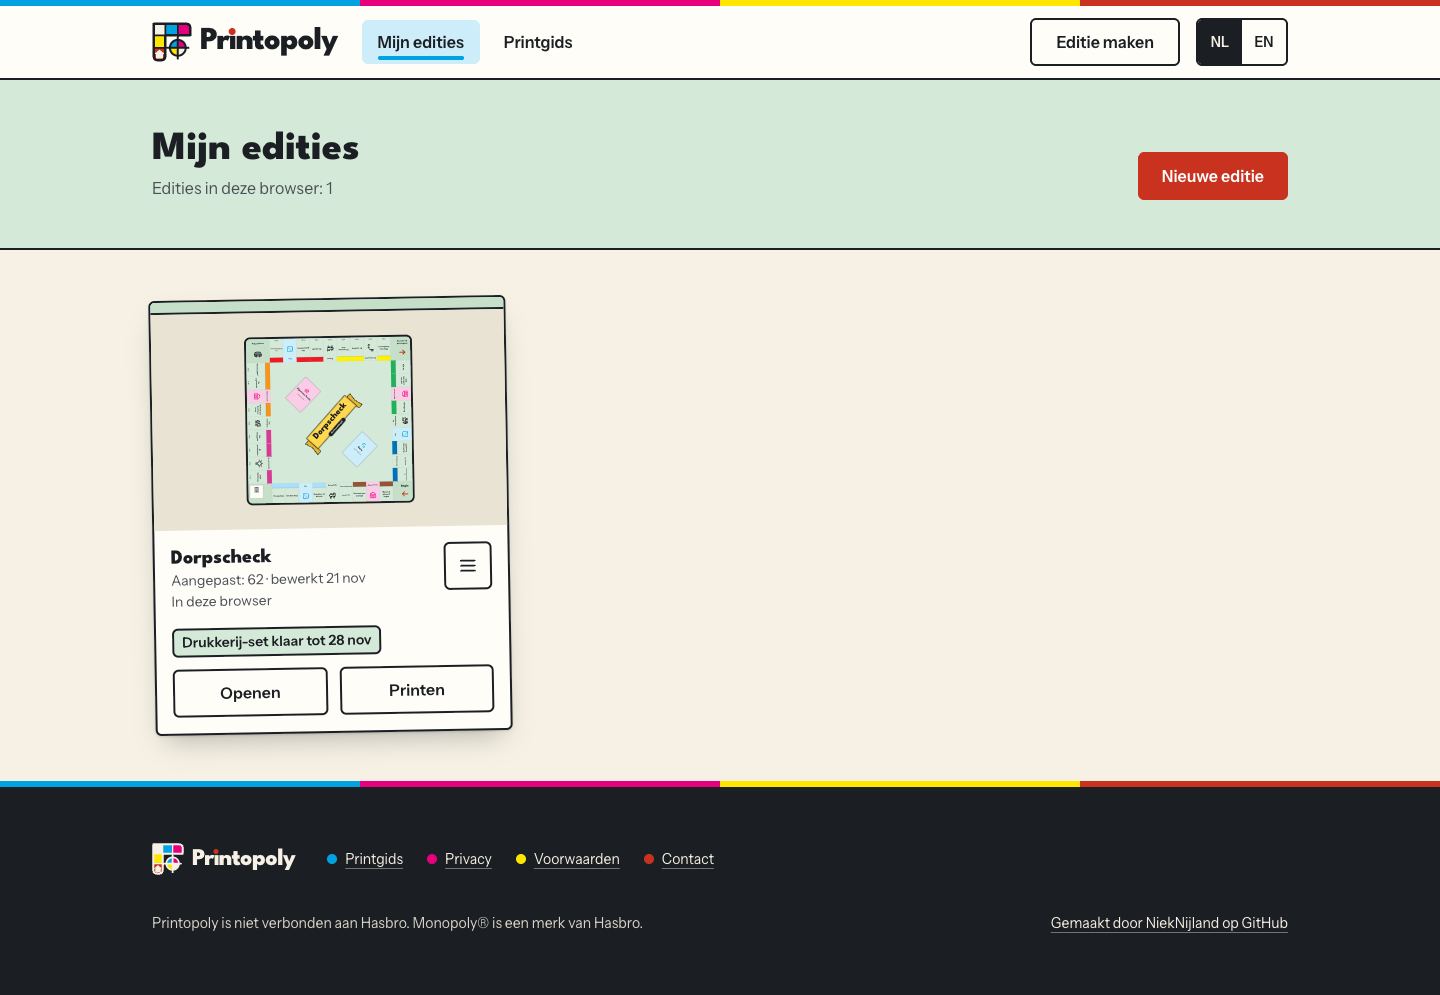 Printopoly
Mijn edities
Printgids
Editie maken
NL
EN
Mijn edities
Edities in deze browser: 1
Nieuwe editie
Dorpscheck
Dorpscheck
Aangepast: 62 · bewerkt 21 nov
In deze browser
Drukkerij-set klaar tot 28 nov
Openen
Printen
Printopoly
Printgids
Privacy
Voorwaarden
Contact
Printopoly is niet verbonden aan Hasbro. Monopoly® is een merk van Hasbro.
Gemaakt door NiekNijland op GitHub